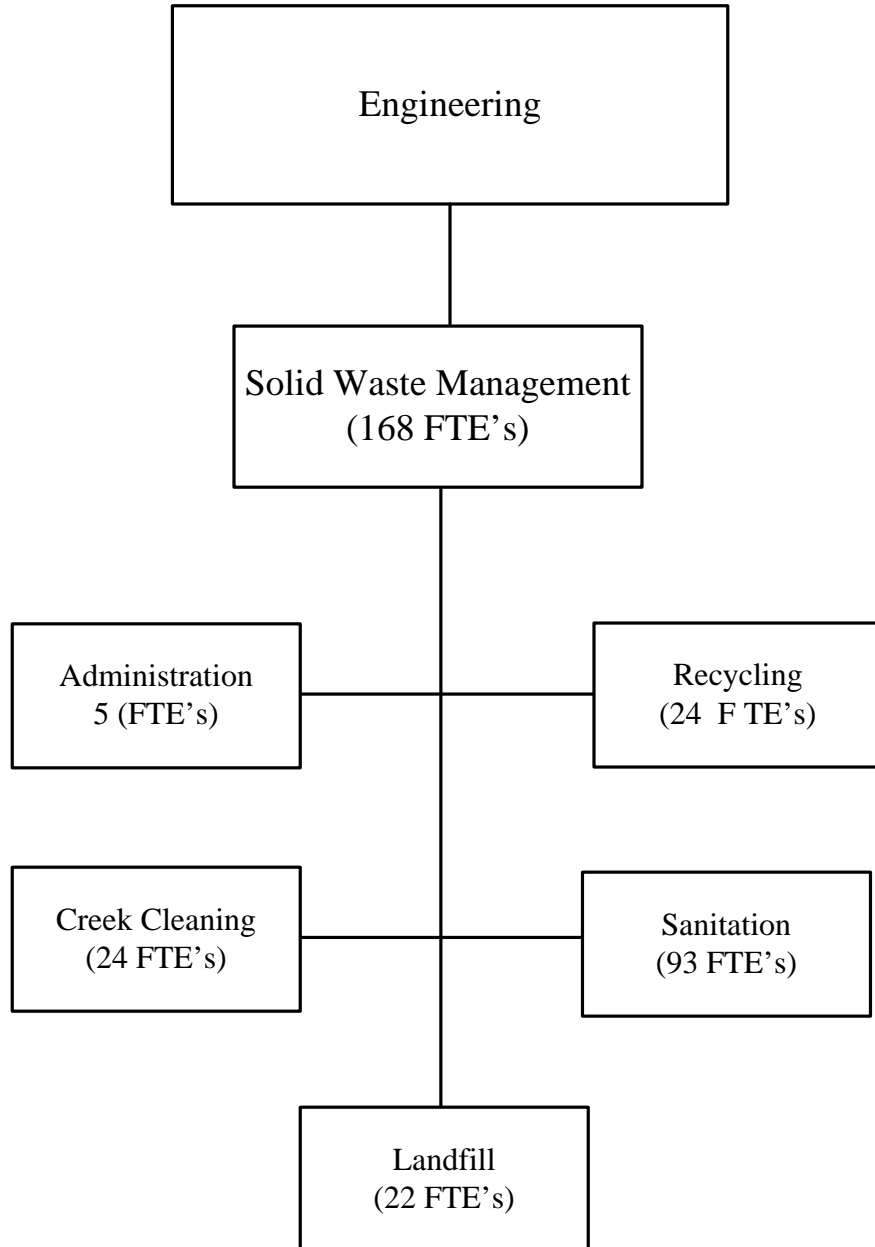 Engineering
Solid Waste Management
(168 FTE’s)
Administration
5 (FTE’s)
Recycling
(24 F TE’s)
Creek Cleaning
(24 FTE’s)
Sanitation
(93 FTE’s)
Landfill
(22 FTE’s)